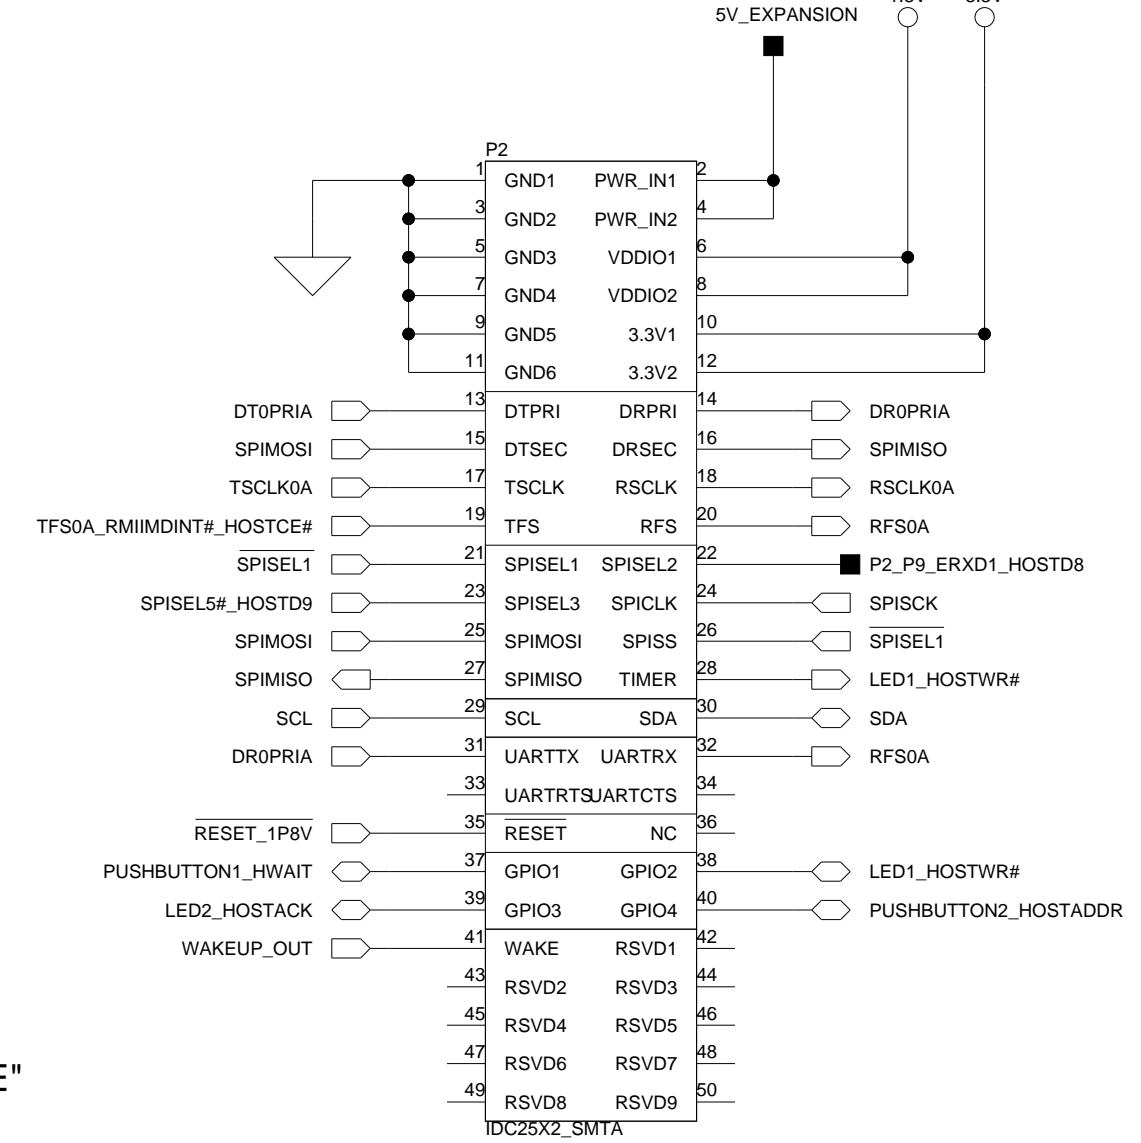 5V_EXPANSION
P2
1 GND1 PWR_IN1 2
3 GND2 PWR_IN2 4
5 GND3 VDDIO1 6
7 GND4 VDDIO2 8
9 GND5 3.3V1 10
11 GND6 3.3V2 12
DT0PRIA 13 DTPRI DRPRI 14 DR0PRIA
SPIMOSI 15 DTSEC DRSEC 16 SPIMISO
TSCLK0A 17 TSCLK RSCLK 18 RSCLK0A
TFS0A_RMIIMDINT#_HOSTCE# 19 TFS RFS 20 RFS0A
SPISEL1 21 SPISEL1 SPISEL2 22 P2_P9_ERXD1_HOSTD8
SPISEL5#_HOSTD9 23 SPISEL3 SPICLK 24 SPISCK
SPIMOSI 25 SPIMOSI SPISS 26 SPISEL1
SPIMISO 27 SPIMISO TIMER 28 LED1_HOSTWR#
SCL 29 SCL SDA 30 SDA
DR0PRIA 31 UARTTX UARTRX 32 RFS0A
33 UARTRTS UARTCTS 34
RESET_1P8V 35 RESET NC 36
PUSHBUTTON1_HWAIT 37 GPIO1 GPIO2 38 LED1_HOSTWR#
LED2_HOSTACK 39 GPIO3 GPIO4 40 PUSHBUTTON2_HOSTADDR
WAKEUP_OUT 41 WAKE RSVD1 42
43 RSVD2 RSVD3 44
45 RSVD4 RSVD5 46
47 RSVD6 RSVD7 48
E"
49 RSVD8 RSVD9 50
IDC25X2_SMTA